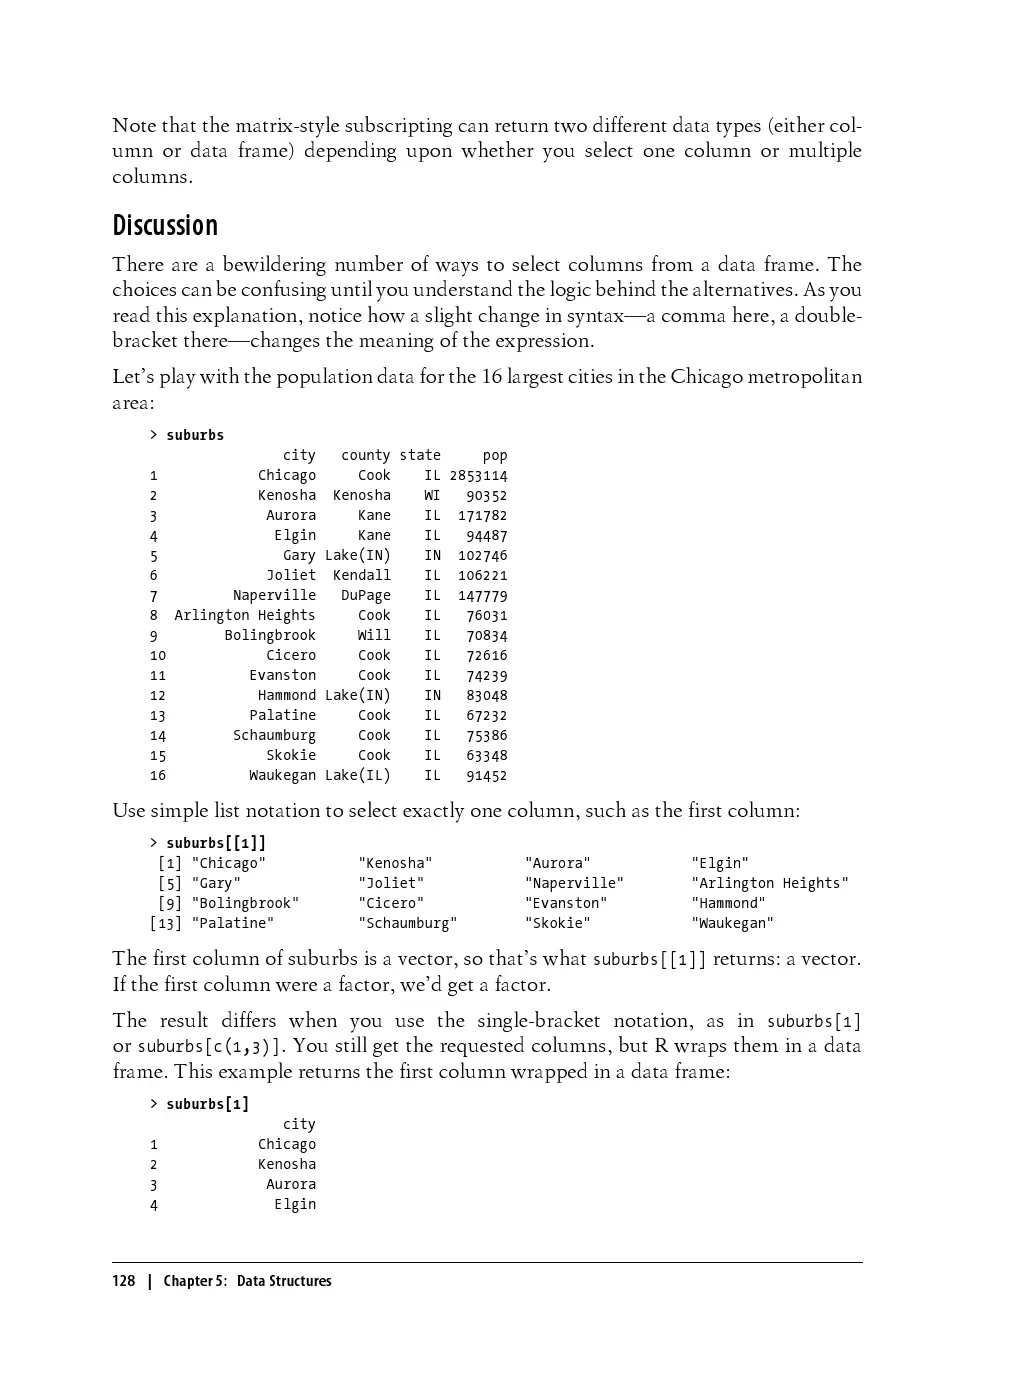 Note that the matrix-style subscripting can return two different data types (either col-
umn or data frame) depending upon whether you select one column or multiple
columns.
Discussion
There are a bewildering number of ways to select columns from a data frame. The
choices can be confusing until you understand the logic behind the alternatives. As you
read this explanation, notice how a slight change in syntax—a comma here, a double-
bracket there—changes the meaning of the expression.
Let’s play with the population data for the 16 largest cities in the Chicago metropolitan
area:
> suburbs
                city   county state     pop
1            Chicago     Cook    IL 2853114
2            Kenosha  Kenosha    WI   90352
3             Aurora     Kane    IL  171782
4              Elgin     Kane    IL   94487
5               Gary Lake(IN)    IN  102746
6             Joliet  Kendall    IL  106221
7         Naperville   DuPage    IL  147779
8  Arlington Heights     Cook    IL   76031
9        Bolingbrook     Will    IL   70834
10            Cicero     Cook    IL   72616
11          Evanston     Cook    IL   74239
12           Hammond Lake(IN)    IN   83048
13          Palatine     Cook    IL   67232
14        Schaumburg     Cook    IL   75386
15            Skokie     Cook    IL   63348
16          Waukegan Lake(IL)    IL   91452
Use simple list notation to select exactly one column, such as the first column:
> suburbs[[1]]
 [1] "Chicago"           "Kenosha"           "Aurora"            "Elgin"
 [5] "Gary"              "Joliet"            "Naperville"        "Arlington Heights"
 [9] "Bolingbrook"       "Cicero"            "Evanston"          "Hammond"
[13] "Palatine"          "Schaumburg"        "Skokie"            "Waukegan"
The first column of suburbs is a vector, so that’s what suburbs[[1]] returns: a vector.
If the first column were a factor, we’d get a factor.
The result differs when you use the single-bracket notation, as in suburbs[1]
or suburbs[c(1,3)]. You still get the requested columns, but R wraps them in a data
frame. This example returns the first column wrapped in a data frame:
> suburbs[1]
                city
1            Chicago
2            Kenosha
3             Aurora
4              Elgin
128 | Chapter 5: Data Structures